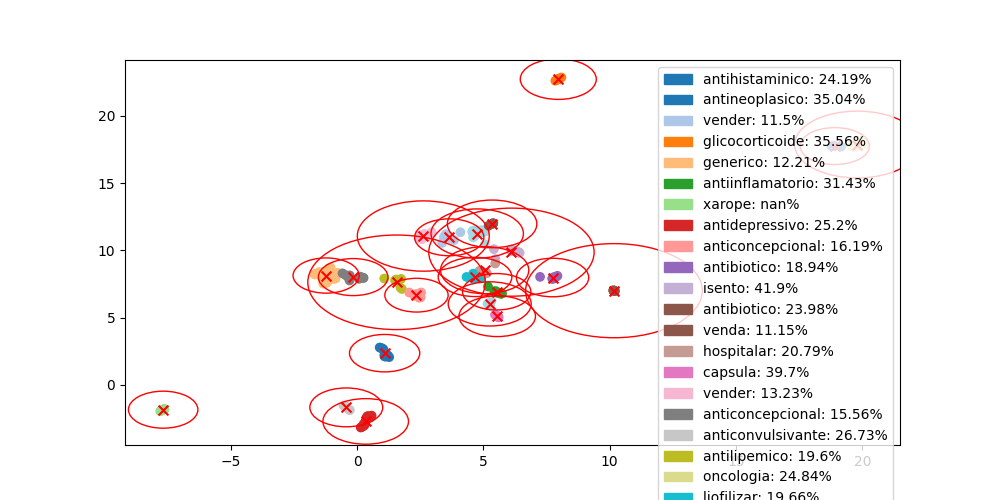 20
15
10
5
0
−5
0
5
10
20
antihistaminico: 24.19%
antineoplasico: 35.04%
vender: 11.5%
glicocorticoide: 35.56%
generico: 12.21%
antiinflamatorio: 31.43%
xarope: nan%
antidepressivo: 25.2%
anticoncepcional: 16.19%
antibiotico: 18.94%
isento: 41.9%
antibiotico: 23.98%
venda: 11.15%
hospitalar: 20.79%
capsula: 39.7%
vender: 13.23%
anticoncepcional: 15.56%
anticonvulsivante: 26.73%
antilipemico: 19.6%
oncologia: 24.84%
liofilizar: 19.66%